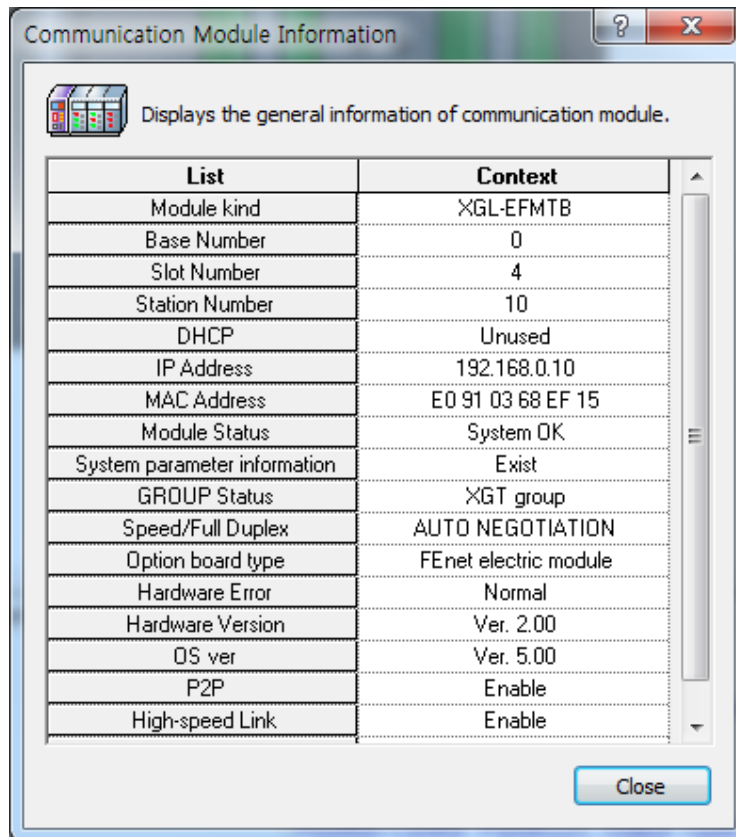 Communication Module Information
Displays the general information of communication module.
List Context
Module kind XGL-EFMTB
Base Number 0
Slot Number 4
Station Number 10
DHCP Unused
IP Address 192.168.0.10
MAC Address E0 91 03 68 EF 15
Module Status System OK
System parameter information Exist
GROUP Status XGT group
Speed/Full Duplex AUTO NEGOTIATION
Option board type FEnet electric module
Hardware Error Normal
Hardware Version Ver. 2.00
OS ver Ver. 5.00
P2P Enable
High-speed Link Enable
Close